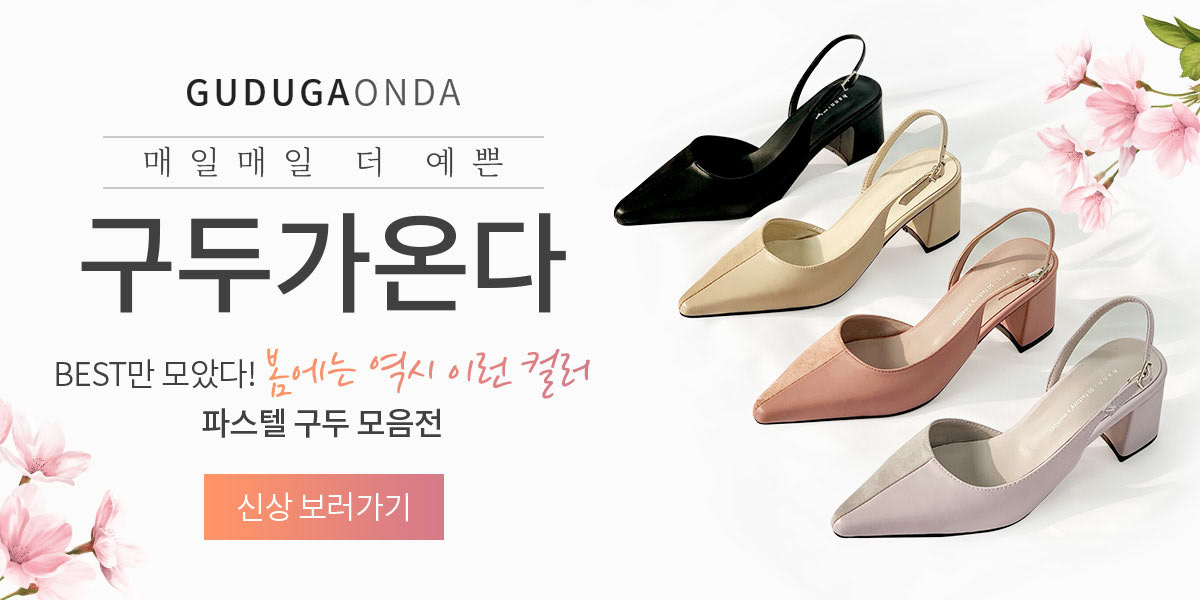 GUDUGAONDA
매일매일 더 예쁜
구두가온다
BEST만 모았다! 봄에는 역시 이런 컬러
파스텔 구두 모음전
신상 보러가기